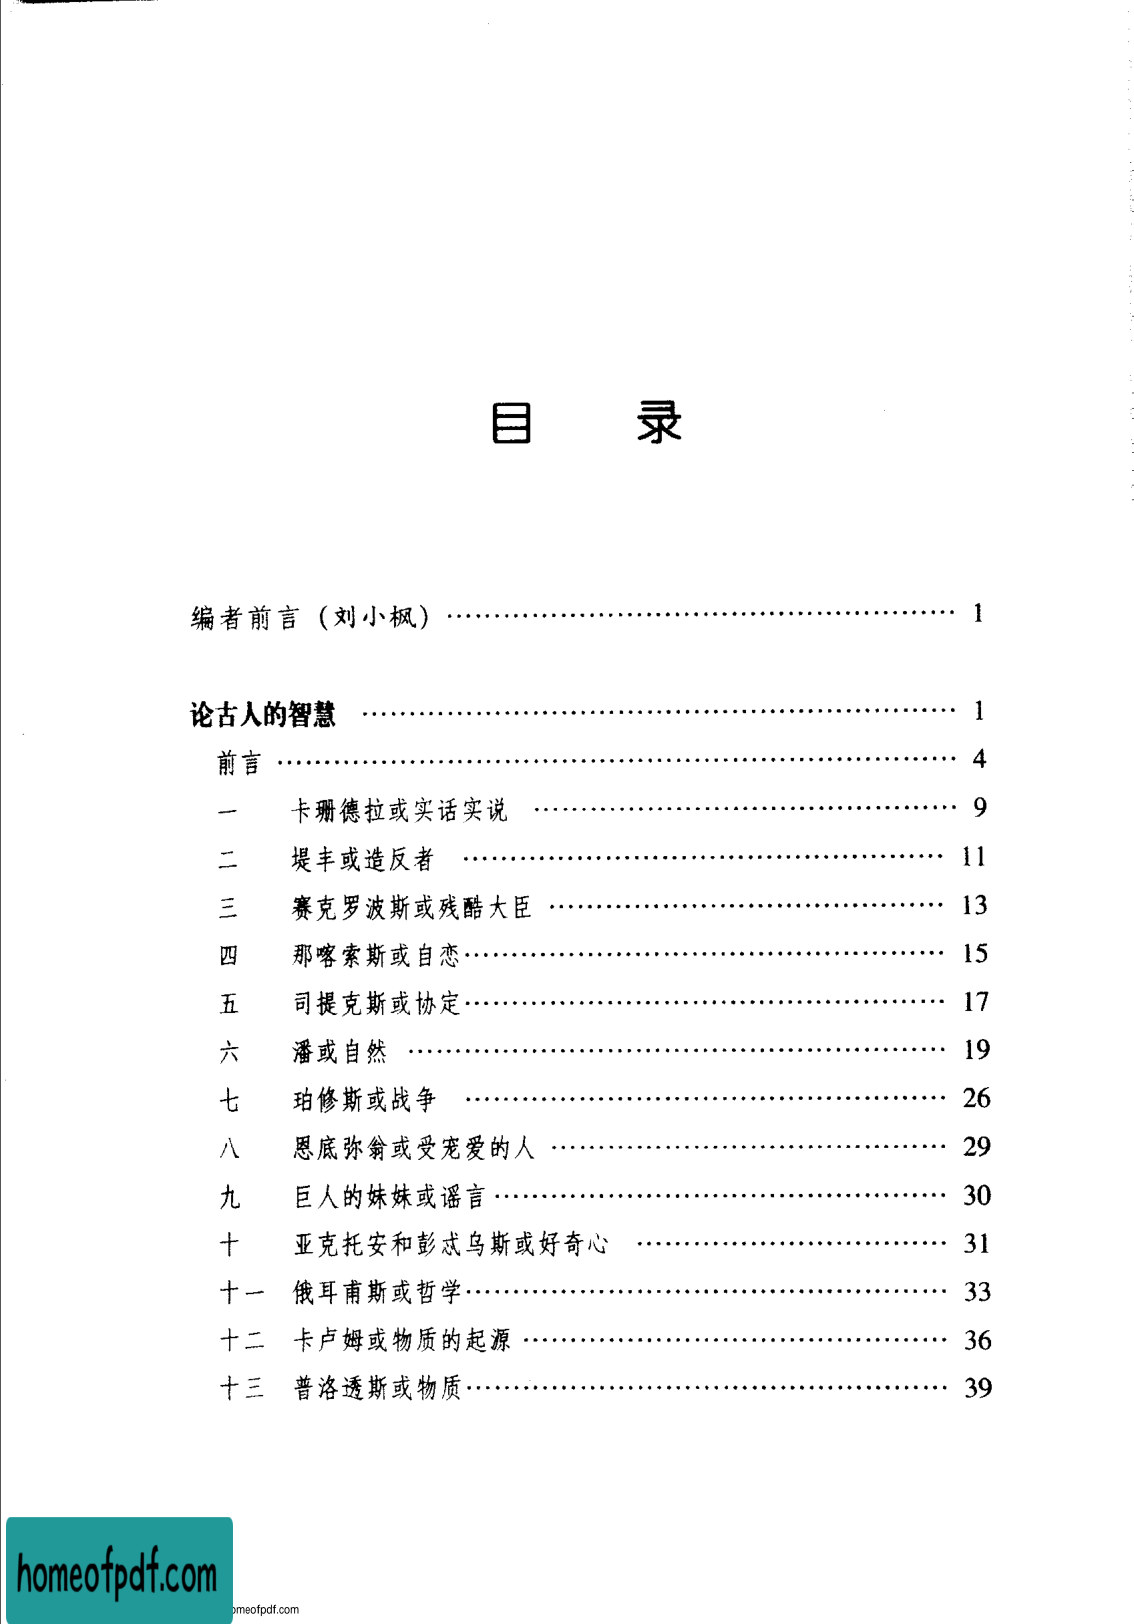 目 录
编者前言（刘小枫）………………………………………………………… 1
论古人的智慧 ………………………………………………………… 1
前言………………………………………………………… 4
一 卡珊德拉或实话实说 ……………………………………………… 9
二 堤丰或造反者 ……………………………………………… 11
三 赛克罗波斯或残酷大臣 ……………………………………………… 13
四 那喀索斯或自恋……………………………………………… 15
五 司提克斯或协定……………………………………………… 17
六 潘或自然 ……………………………………………… 19
七 珀修斯或战争 ……………………………………………… 26
八 恩底弥翁或受宠爱的人 ……………………………………………… 29
九 巨人的妹妹或谣言……………………………………………… 30
十 亚克托安和彭忒乌斯或好奇心 ……………………………………… 31
十一 俄耳甫斯或哲学……………………………………………… 33
十二 卡卢姆或物质的起源……………………………………………… 36
十三 普洛透斯或物质……………………………………………… 39
homeofpdf.com
omeofpdf.com